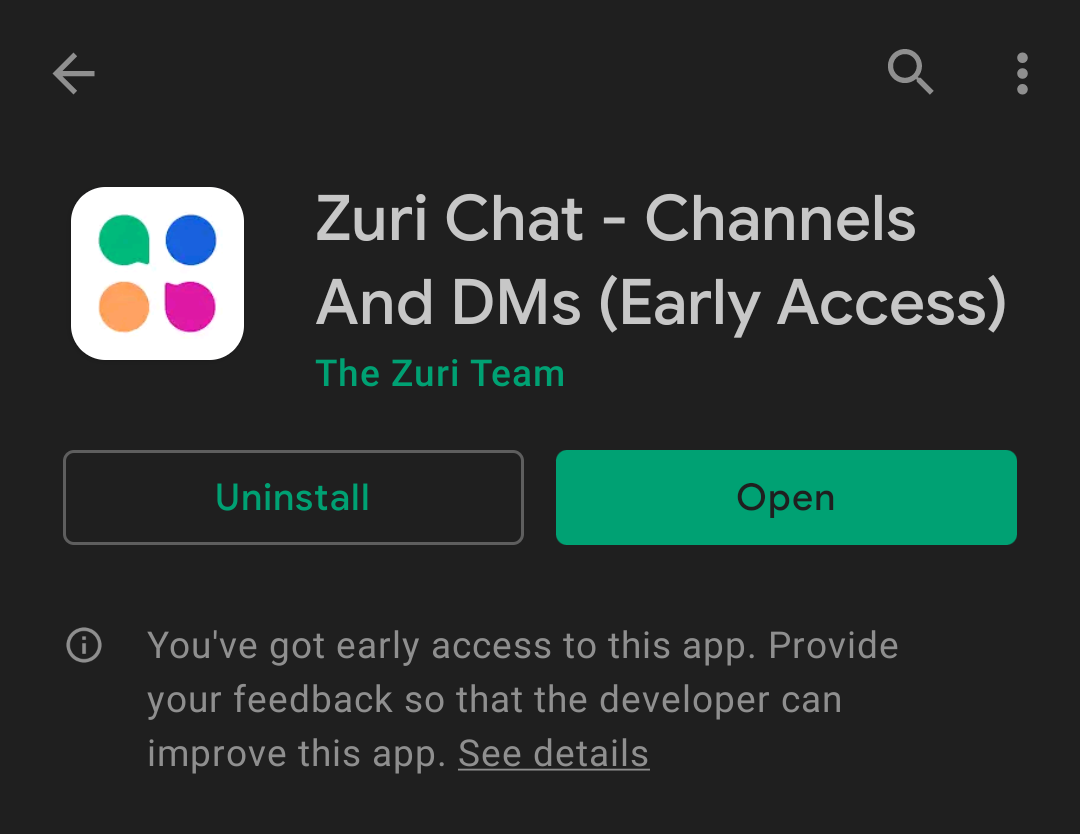 Zuri Chat - Channels
And DMs (Early Access)
The Zuri Team
Uninstall
Open
You've got early access to this app. Provide
your feedback so that the developer can
improve this app. See details